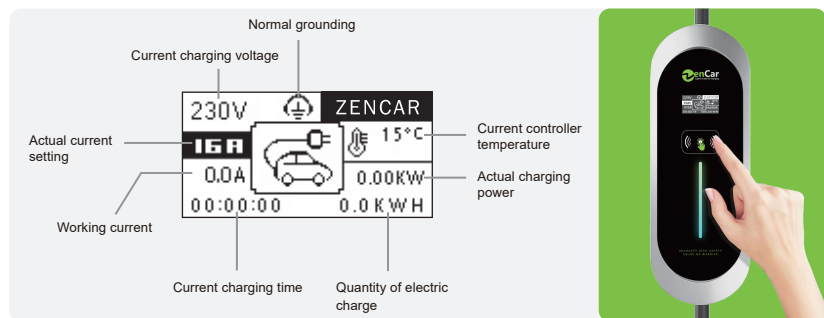 Normal grounding
Current charging voltage
230V
ZENCAR
16A
15°C
Actual current
setting
Current controller
temperature
0.0A
0.00KW
Actual charging
power
00:00:00
0.0KWH
Working current
Current charging time
Quantity of electric
charge
ZenCar